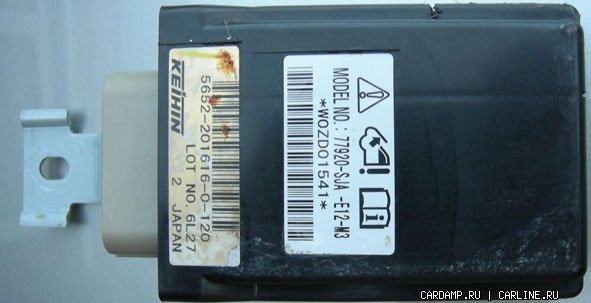 KEIHIN
5652-201616-0-120
LOT NO. 6L27
2 JAPAN
MODEL NO.: 77920-SJA -E12-M3
*W0ZD01541*
CARDAMP.RU | CARLINE.RU